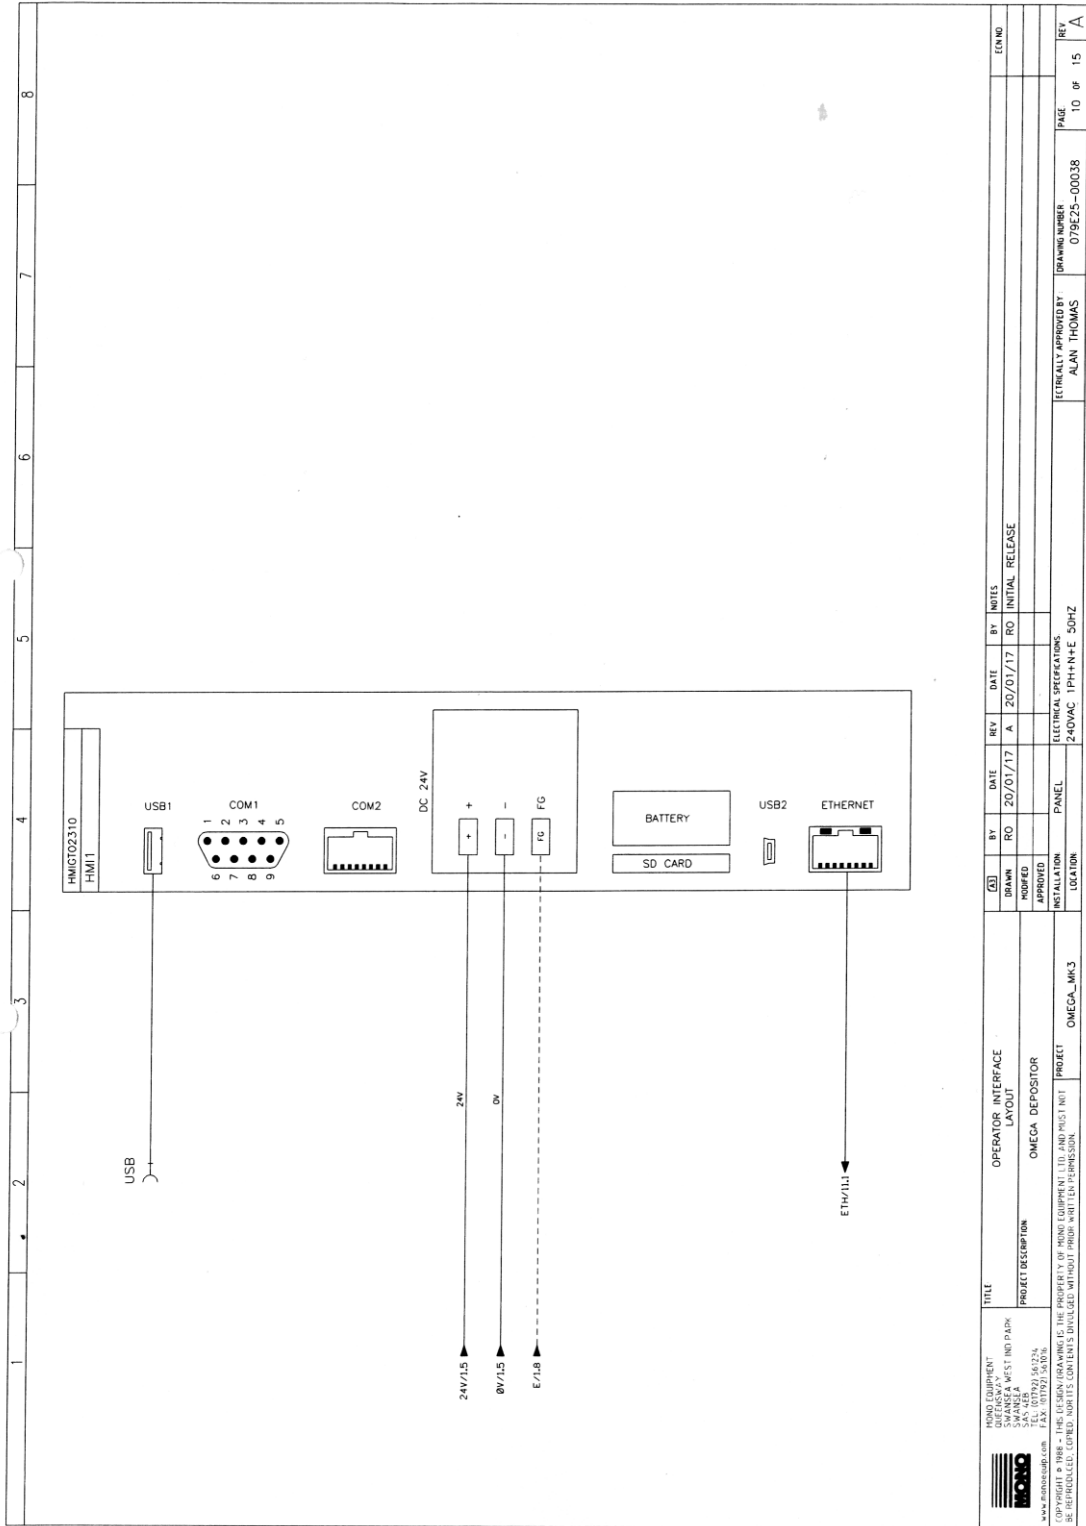 1
2
3
4
5
6
7
8
HMIGTO2310
HMI1
USB
USB1
COM1
1
2
3
4
5
6
7
8
9
COM2
DC 24V
24V/1.5
24V
+
+
0V/1.5
0V
-
-
E/1.8
FG
FG
BATTERY
SD CARD
USB2
ETHERNET
ETH/11.1
MONO
www.monoequip.com
MONO EQUIPMENT
QUEENSWAY
SWANSEA WEST IND PARK
SWANSEA
SA5 4EB
TEL: (01792) 561234
FAX: (01792) 561016
COPYRIGHT © 1986 - THIS DESIGN/DRAWING IS THE PROPERTY OF MONO EQUIPMENT LTD, AND MUST NOT
BE REPRODUCED, COPIED, NOR ITS CONTENTS DIVULGED WITHOUT PRIOR WRITTEN PERMISSION.
TITLE
OPERATOR INTERFACE
LAYOUT
PROJECT DESCRIPTION:
OMEGA DEPOSITOR
PROJECT
OMEGA_MK3
A3 BY DATE REV DATE BY NOTES ECN NO
DRAWN RO 20/01/17 A 20/01/17 RO INITIAL RELEASE
MODIFIED
APPROVED
INSTALLATION: PANEL
LOCATION:
ELECTRICAL SPECIFICATIONS:
240VAC 1PH+N+E 50HZ
ECTRICALLY APPROVED BY:
ALAN THOMAS
DRAWING NUMBER
079E25-00038
PAGE
10 OF 15
REV
A